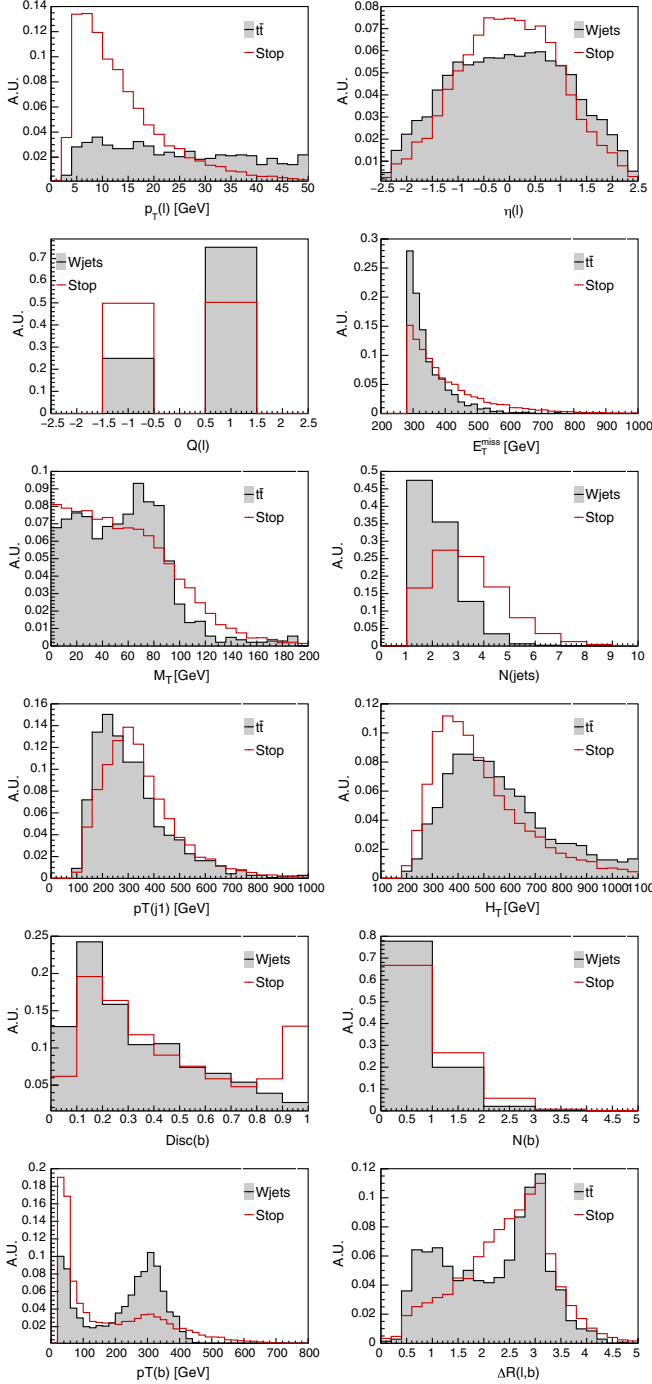 0.14
0.12
0.1
0.08
0.06
0.04
0.02
A.U.
tt̄
Stop
0 5 10 15 20 25 30 35 40 45 50
p_T(l) [GeV]
0.08
0.07
0.06
0.05
0.04
0.03
0.02
0.01
A.U.
Wjets
Stop
−2.5 −2 −1.5 −1 −0.5 0 0.5 1 1.5 2 2.5
η(l)
0.7
0.6
0.5
0.4
0.3
0.2
0.1
0
A.U.
Wjets
Stop
−2.5 −2 −1.5 −1 −0.5 0 0.5 1 1.5 2 2.5
Q(l)
0.3
0.25
0.2
0.15
0.1
0.05
0
A.U.
tt̄
Stop
200 300 400 500 600 700 800 900 1000
E_T^miss [GeV]
0.1
0.09
0.08
0.07
0.06
0.05
0.04
0.03
0.02
0.01
0
A.U.
tt̄
Stop
0 20 40 60 80 100 120 140 160 180 200
M_T [GeV]
0.5
0.45
0.4
0.35
0.3
0.25
0.2
0.15
0.1
0.05
0
A.U.
Wjets
Stop
0 1 2 3 4 5 6 7 8 9 10
N(jets)
0.16
0.14
0.12
0.1
0.08
0.06
0.04
0.02
0
A.U.
tt̄
Stop
0 100 200 300 400 500 600 700 800 900 1000
pT(j1) [GeV]
0.12
0.1
0.08
0.06
0.04
0.02
0
A.U.
tt̄
Stop
100 200 300 400 500 600 700 800 900 1000 1100
H_T [GeV]
0.25
0.2
0.15
0.1
0.05
A.U.
Wjets
Stop
0 0.1 0.2 0.3 0.4 0.5 0.6 0.7 0.8 0.9 1
Disc(b)
0.8
0.7
0.6
0.5
0.4
0.3
0.2
0.1
0
A.U.
Wjets
Stop
0 0.5 1 1.5 2 2.5 3 3.5 4 4.5 5
N(b)
0.2
0.18
0.16
0.14
0.12
0.1
0.08
0.06
0.04
0.02
A.U.
Wjets
Stop
0 100 200 300 400 500 600 700 800
pT(b) [GeV]
0.12
0.1
0.08
0.06
0.04
0.02
0
A.U.
tt̄
Stop
0 0.5 1 1.5 2 2.5 3 3.5 4 4.5 5
ΔR(l,b)